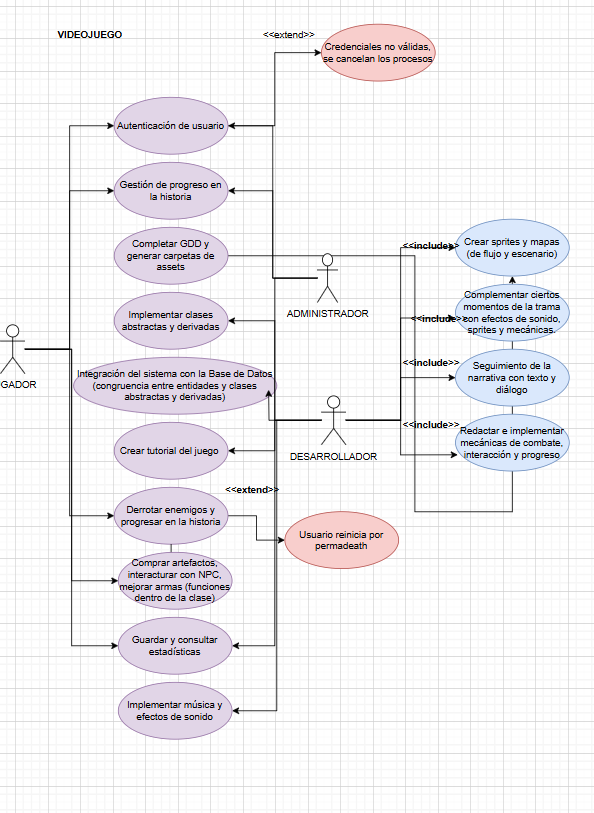 VIDEOJUEGO
<<extend>>
Credenciales no válidas,
se cancelan los procesos
Autenticación de usuario
Gestión de progreso en
la historia
Completar GDD y
generar carpetas de
assets
<<include>>
Crear sprites y mapas
(de flujo y escenario)
ADMINISTRADOR
Implementar clases
abstractas y derivadas
Complementar ciertos
momentos de la trama
<<include>>
con efectos de sonido,
sprites y mecánicas.
GADOR
Integración del sistema con la Base de Datos
(congruencia entre entidades y clases
abstractas y derivadas)
<<include>>
Seguimiento de la
narrativa con texto y
diálogo
Crear tutorial del juego
DESARROLLADOR
<<include>>
Redactar e implementar
mecánicas de combate,
interacción y progreso
<<extend>>
Derrotar enemigos y
progresar en la historia
Usuario reinicia por
permadeath
Comprar artefactos,
interacturar con NPC,
mejorar armas (funciones
dentro de la clase)
Guardar y consultar
estadísticas
Implementar música y
efectos de sonido